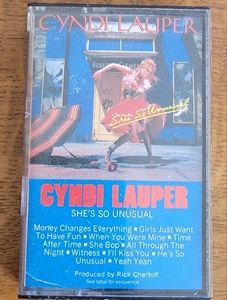 CYNDI LAUPER
She's So Unusual
CYNDI LAUPER
SHE'S SO UNUSUAL
Money Changes Everything ■ Girls Just Want
To Have Fun ■ When You Were Mine ■ Time
After Time ■ She Bop ■ All Through The
Night ■ Witness ■ I'll Kiss You ■ He's So
Unusual ■ Yeah Yeah
Produced by Rick Chertoff
See label for sequence